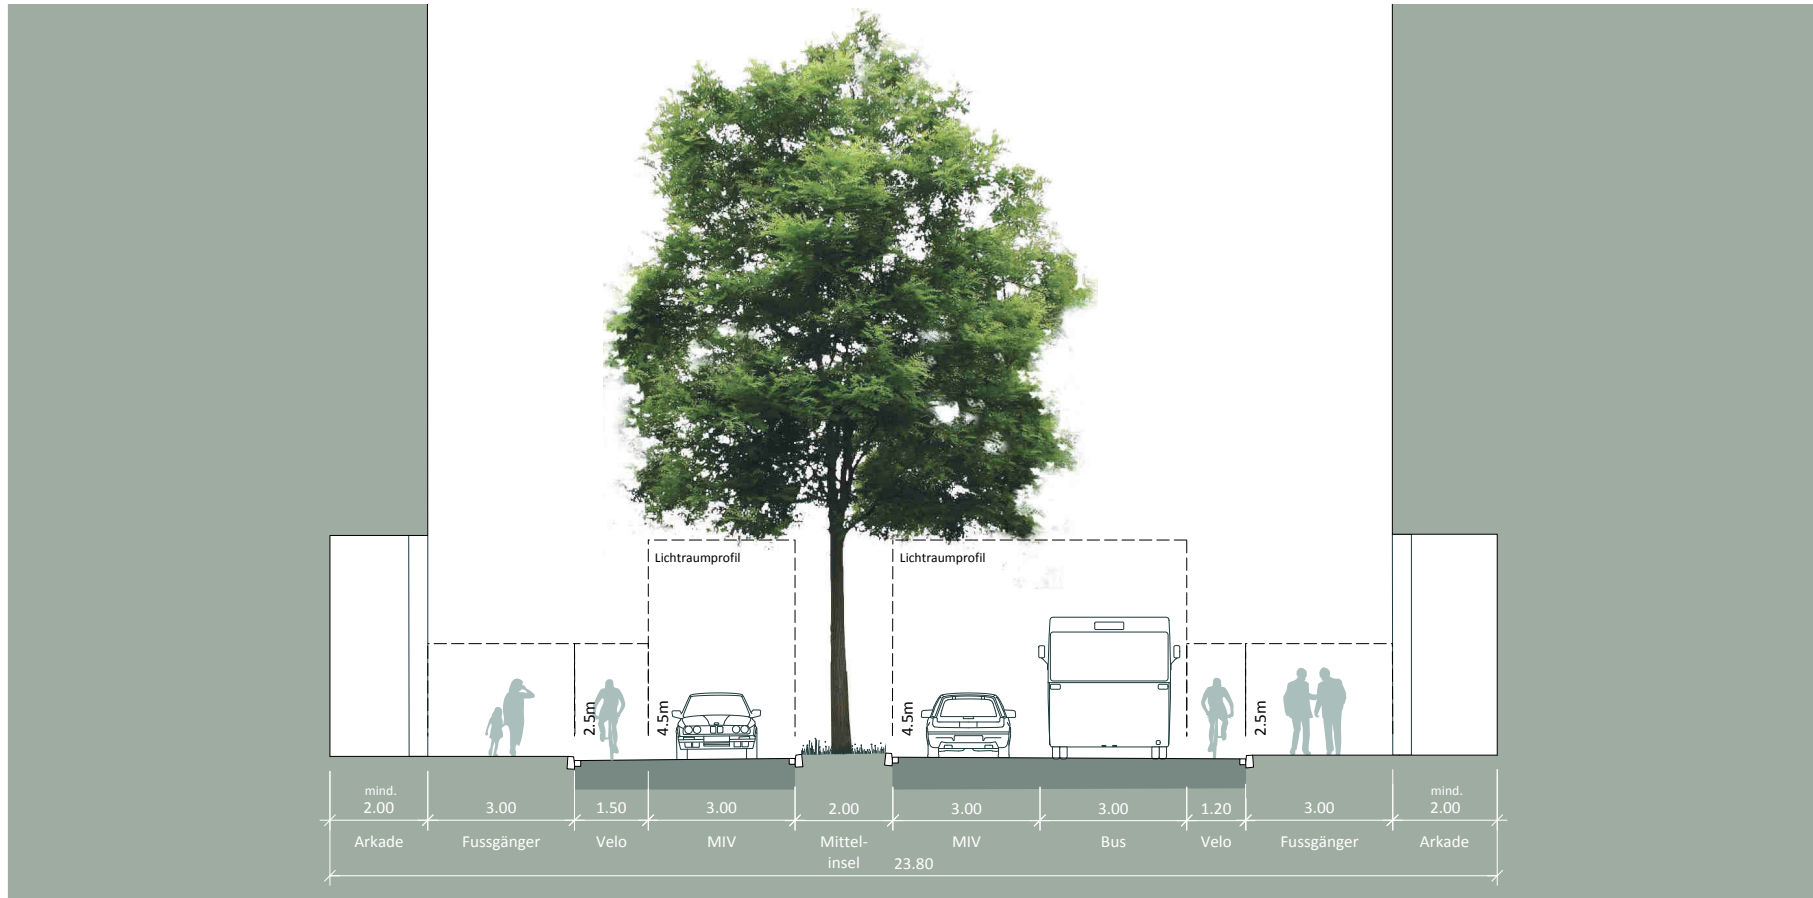 Lichtraumprofil
Lichtraumprofil
2.5m
4.5m
4.5m
2.5m
mind.
mind.
2.00
3.00
1.50
3.00
2.00
3.00
3.00
1.20
3.00
2.00
Arkade
Fussgänger
Velo
MIV
Mittel-
insel
MIV
Bus
Velo
Fussgänger
Arkade
23.80